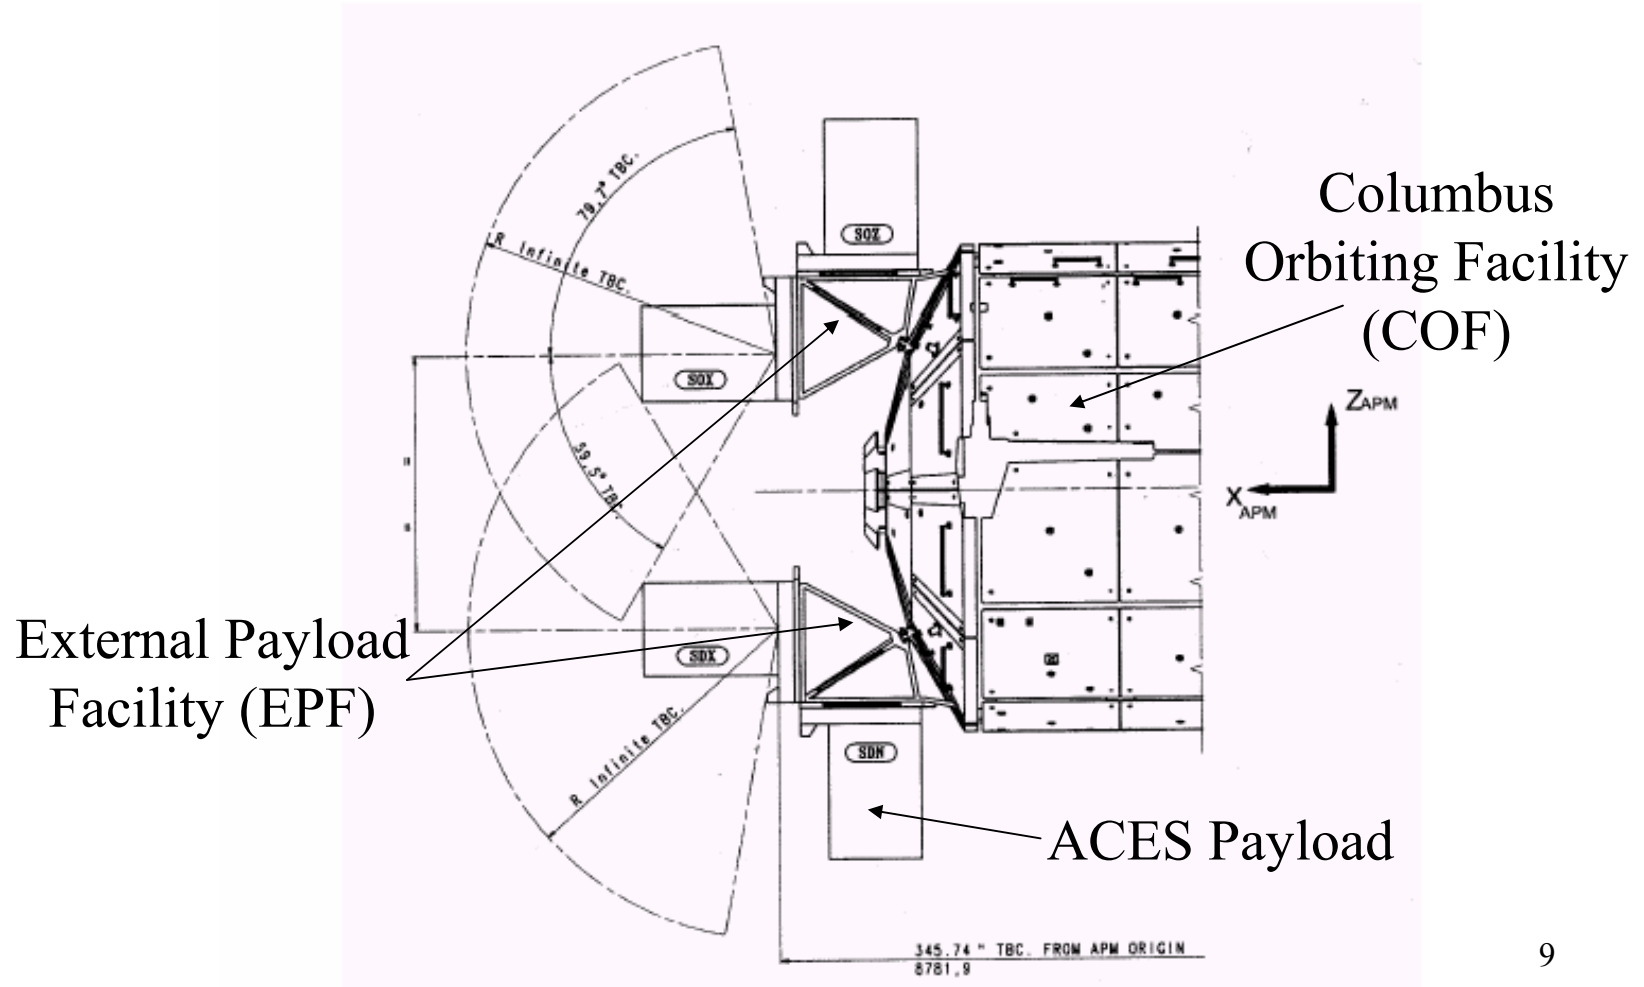 79,7° TBC.
R Infinite TBC.
SOZ
SOX
Columbus
Orbiting Facility
(COF)
ZAPM
XAPM
39,5° TBC.
External Payload
Facility (EPF)
SDX
R Infinite TBC.
SDN
ACES Payload
345.74 " TBC. FROM APM ORIGIN
8781,9
9